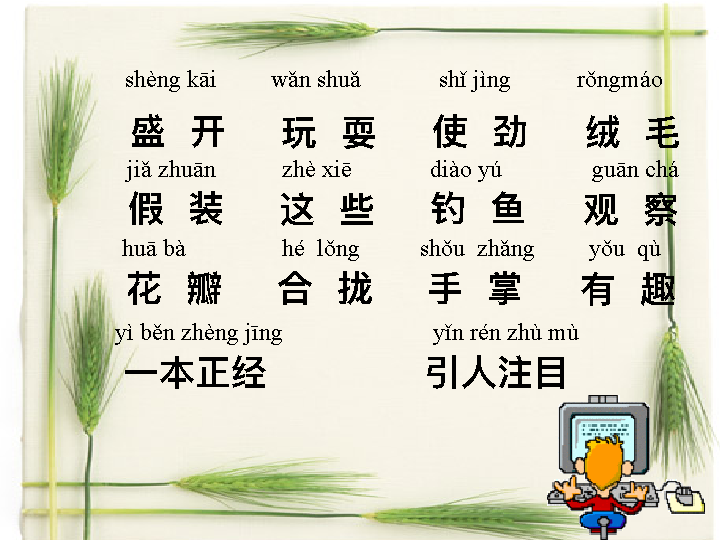 shèng kāi wǎn shuǎ shǐ jìng rǒngmáo
盛 开 玩 耍 使 劲 绒 毛
jiǎ zhuān zhè xiē diào yú guān chá
假 装 这 些 钓 鱼 观 察
huā bà hé lǒng shǒu zhǎng yǒu qù
花 瓣 合 拢 手 掌 有 趣
yì běn zhèng jīng yǐn rén zhù mù
一本正经 引人注目